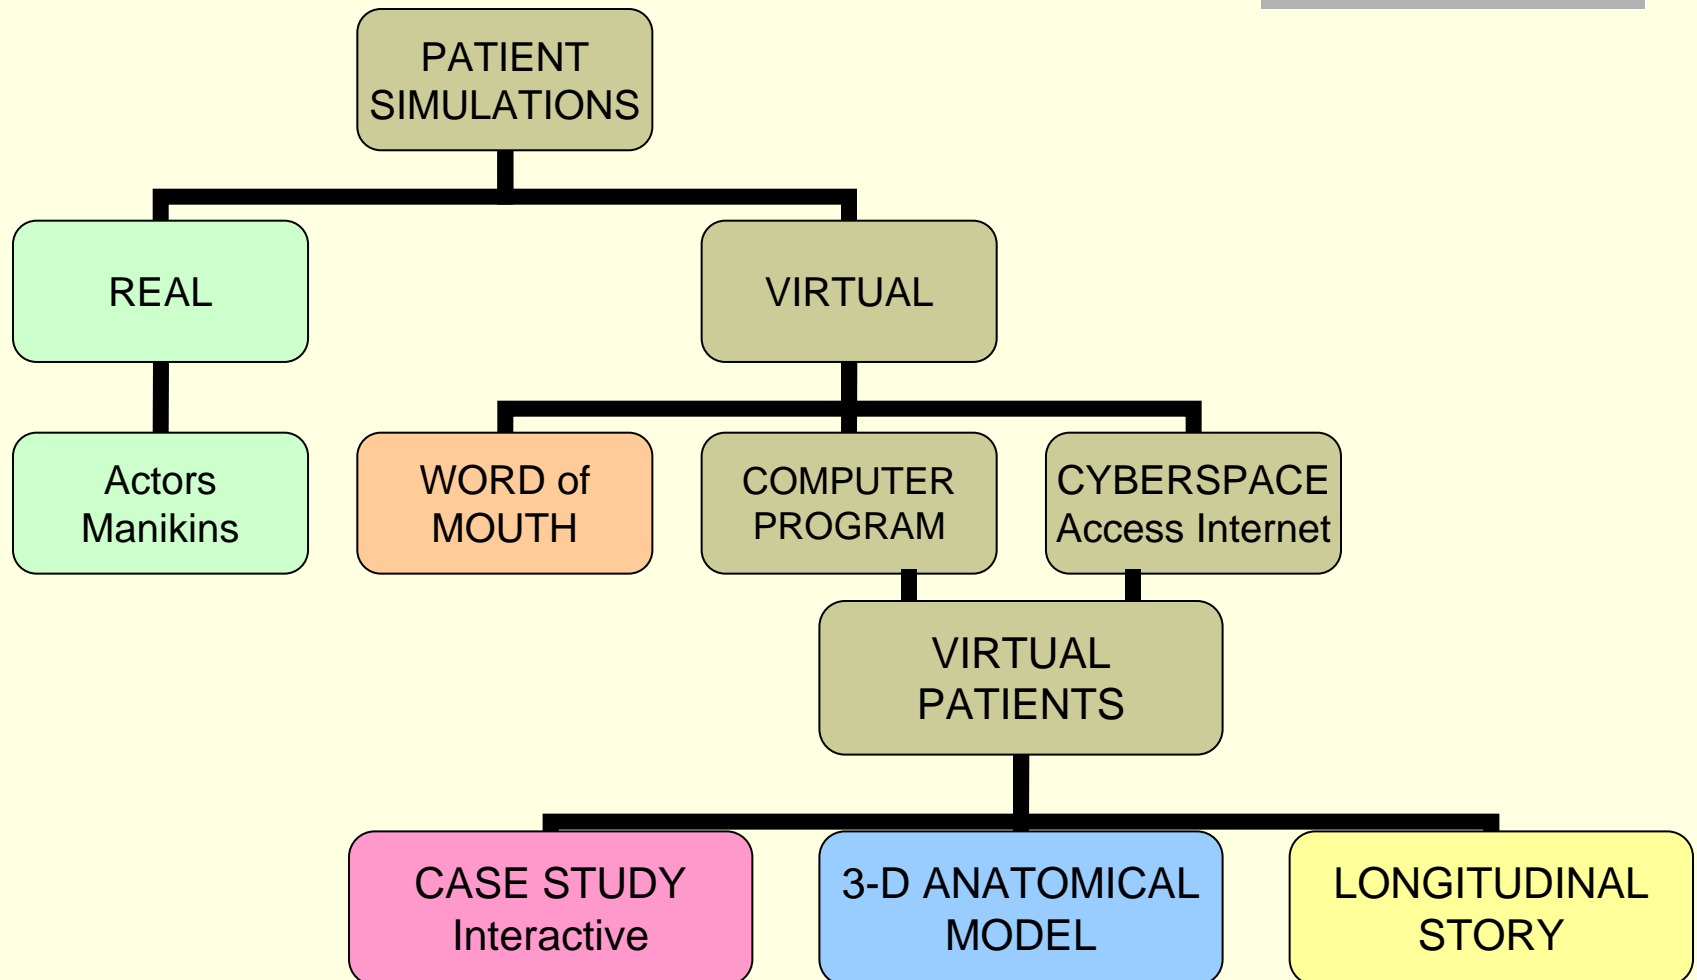 PATIENT
SIMULATIONS
REAL
VIRTUAL
Actors
Manikins
WORD of
MOUTH
COMPUTER
PROGRAM
CYBERSPACE
Access Internet
VIRTUAL
PATIENTS
CASE STUDY
Interactive
3-D ANATOMICAL
MODEL
LONGITUDINAL
STORY